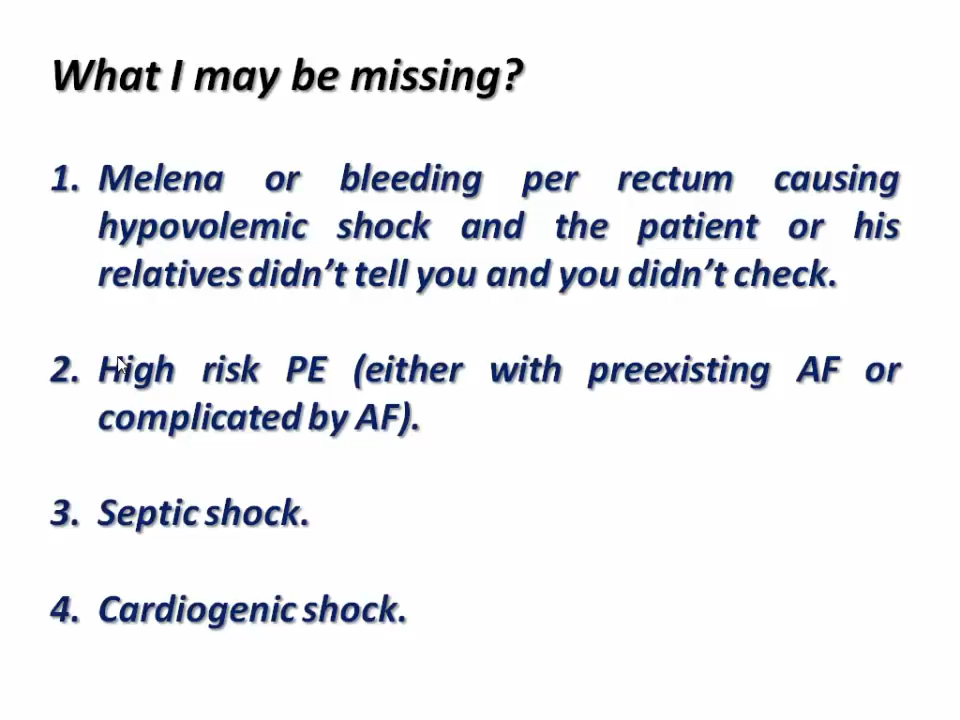 What I may be missing?
1. Melena or bleeding per rectum causing
hypovolemic shock and the patient or his
relatives didn’t tell you and you didn’t check.
2. High risk PE (either with preexisting AF or
complicated by AF).
3. Septic shock.
4. Cardiogenic shock.